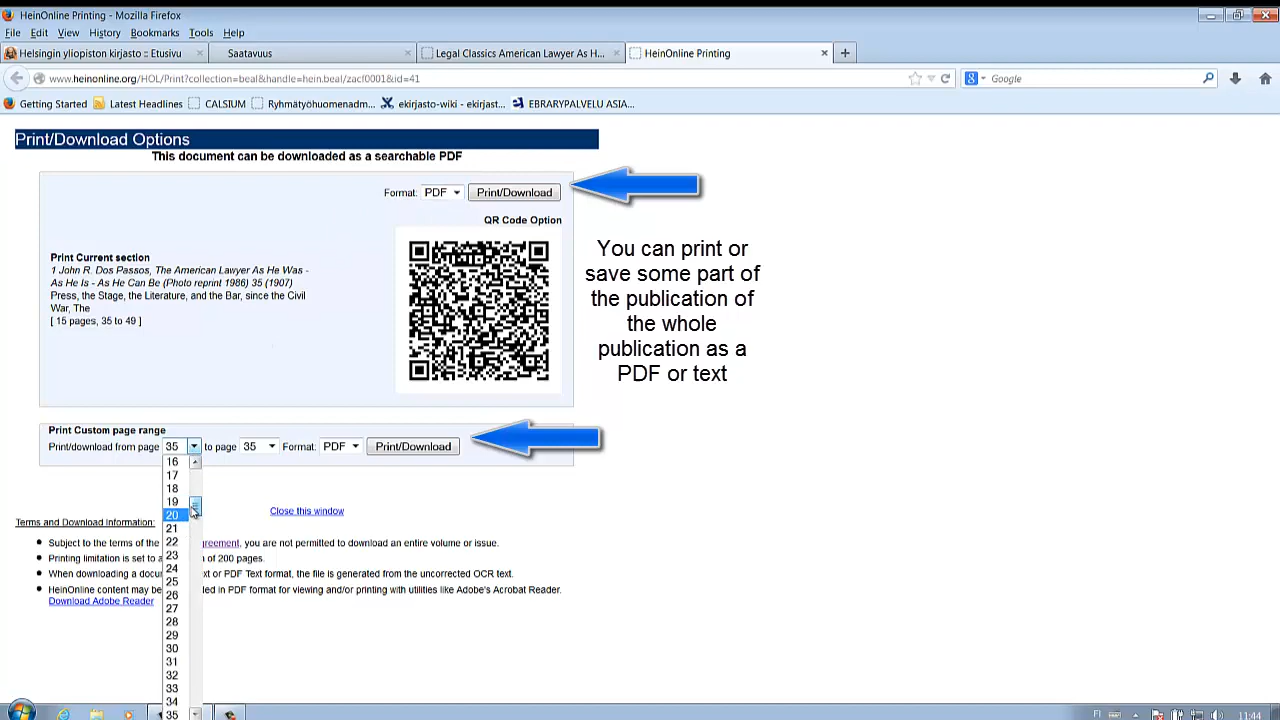 HeinOnline Printing - Mozilla Firefox
File Edit View History Bookmarks Tools Help
Helsingin yliopiston kirjasto :: Etusivu Saatavuus Legal Classics American Lawyer As H... HeinOnline Printing
www.heinonline.org/HOL/Print?collection=beal&handle=hein.beal/zacf0001&id=41 Google
Getting Started Latest Headlines CALSIUM Ryhmätyöhuonenadm... ekirjasto-wiki - ekirjast... EBRARYPALVELU ASIA...
Print/Download Options
This document can be downloaded as a searchable PDF
Format: PDF Print/Download
QR Code Option
Print Current section
1 John R. Dos Passos, The American Lawyer As He Was -
As He Is - As He Can Be (Photo reprint 1986) 35 (1907)
Press, the Stage, the Literature, and the Bar, since the Civil
War, The
[ 15 pages, 35 to 49 ]
You can print or
save some part of
the publication of
the whole
publication as a
PDF or text
Print Custom page range
Print/download from page 35 to page 35 Format: PDF Print/Download
16
17
18
19
20
21
22
23
24
25
26
27
28
29
30
31
32
33
34
35
Close this window
Terms and Download Information:
Subject to the terms of the greement, you are not permitted to download an entire volume or issue.
Printing limitation is set to a of 200 pages.
When downloading a docu ext or PDF Text format, the file is generated from the uncorrected OCR text.
HeinOnline content may be ed in PDF format for viewing and/or printing with utilities like Adobe's Acrobat Reader.
Download Adobe Reader
FI 11:44